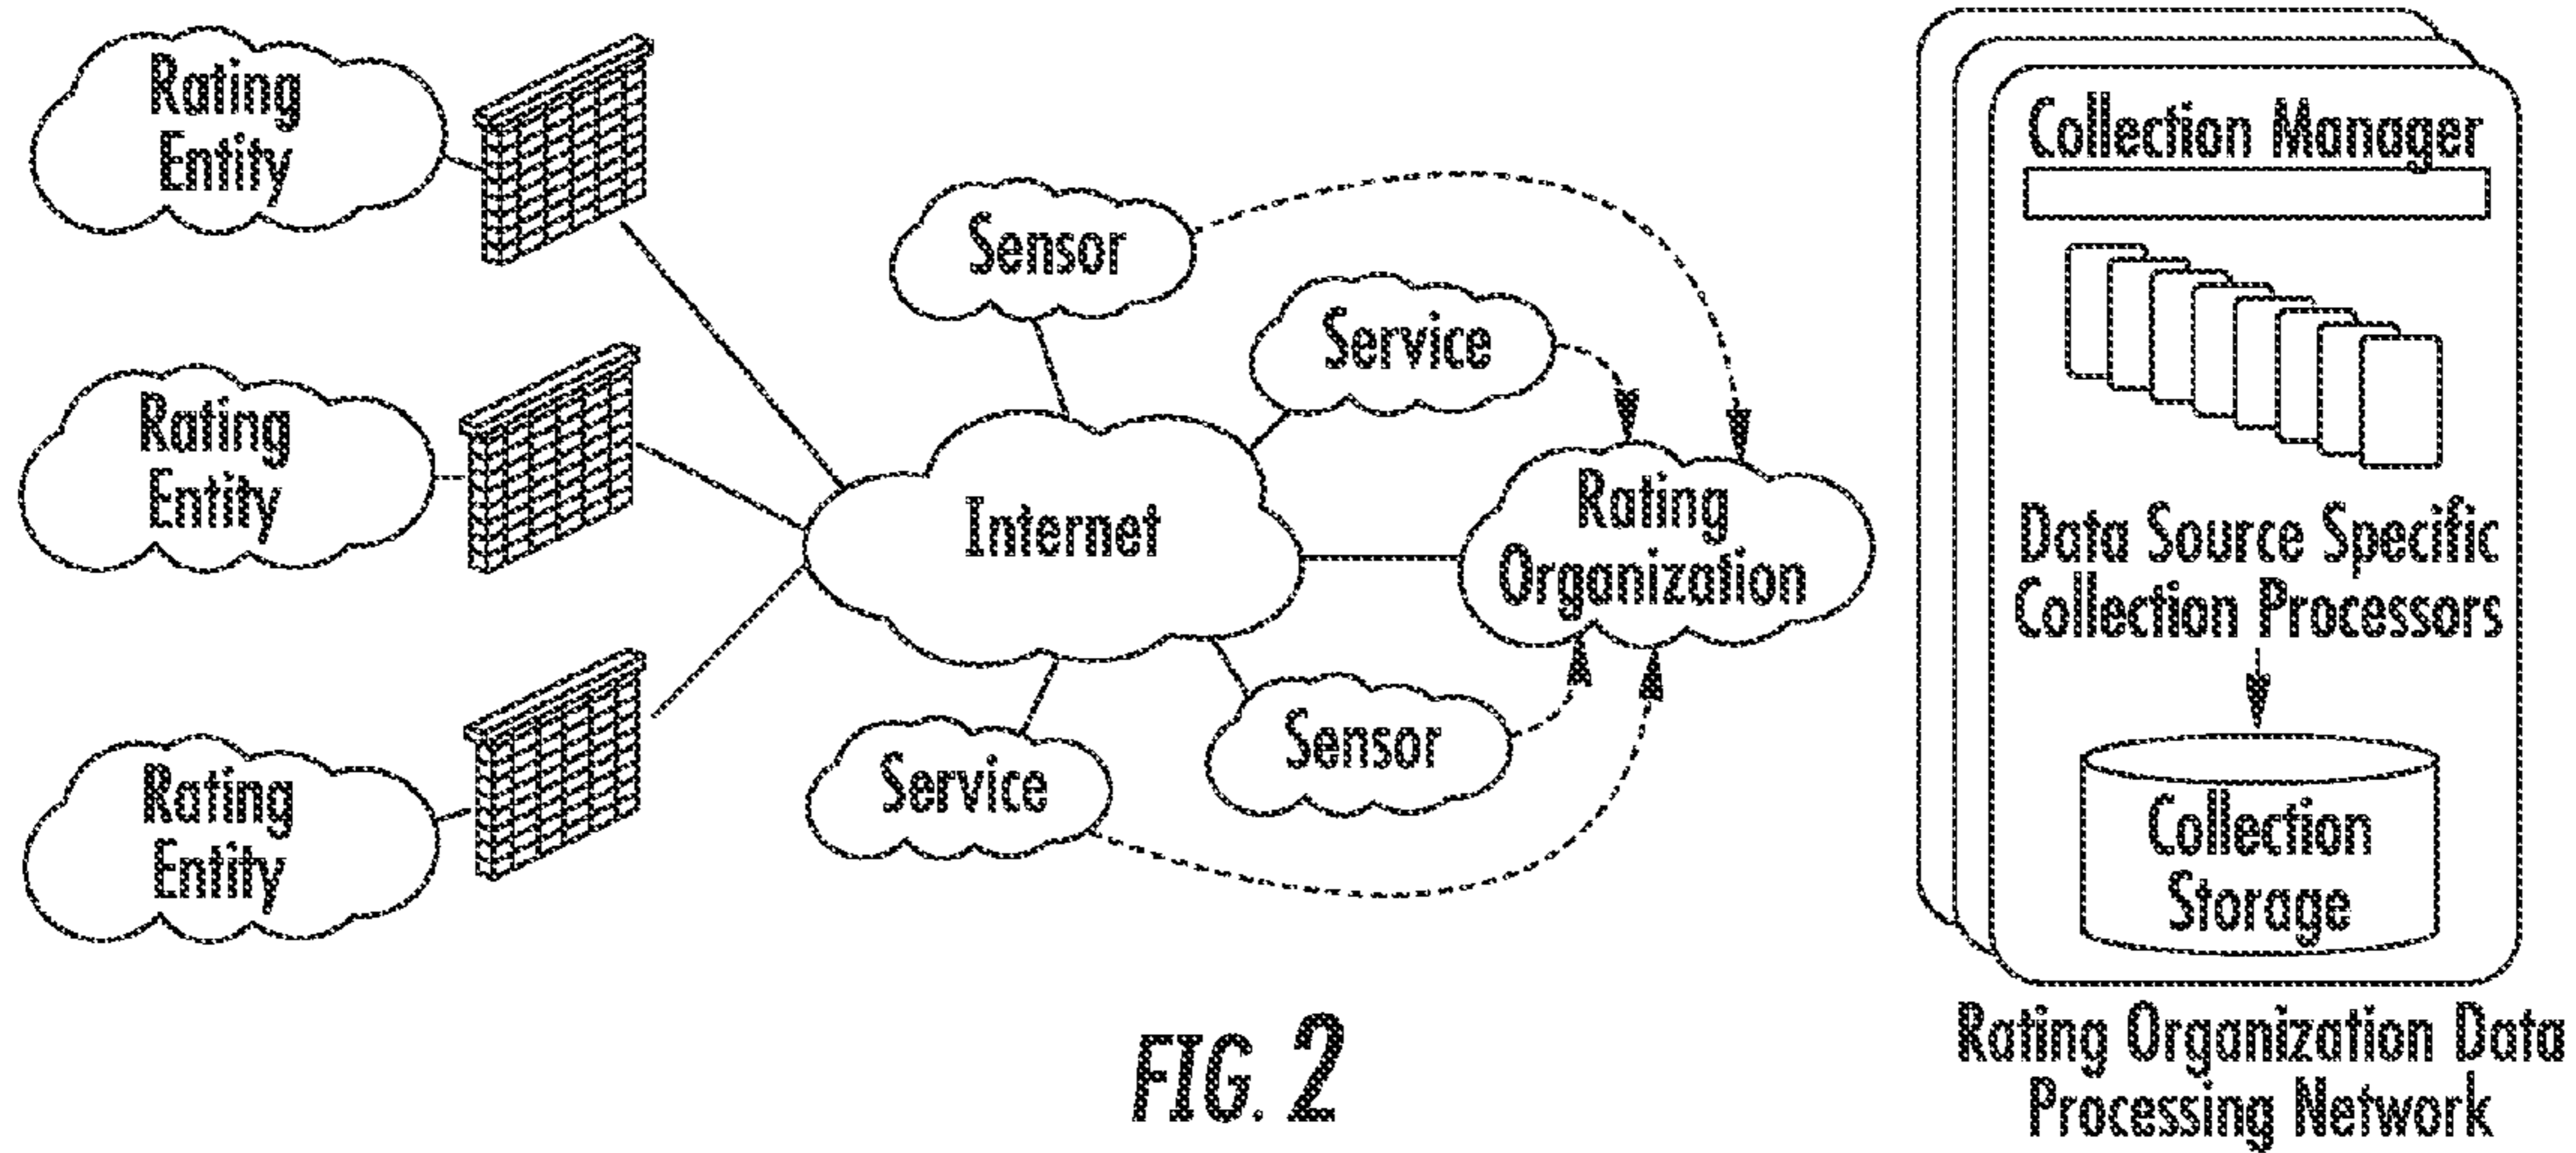 Rating
Entity
Rating
Entity
Rating
Entity
Sensor
Service
Internet
Rating
Organization
Sensor
Service
Collection Manager
Data Source Specific
Collection Processors
Collection
Storage
Rating Organization Data
Processing Network
FIG. 2